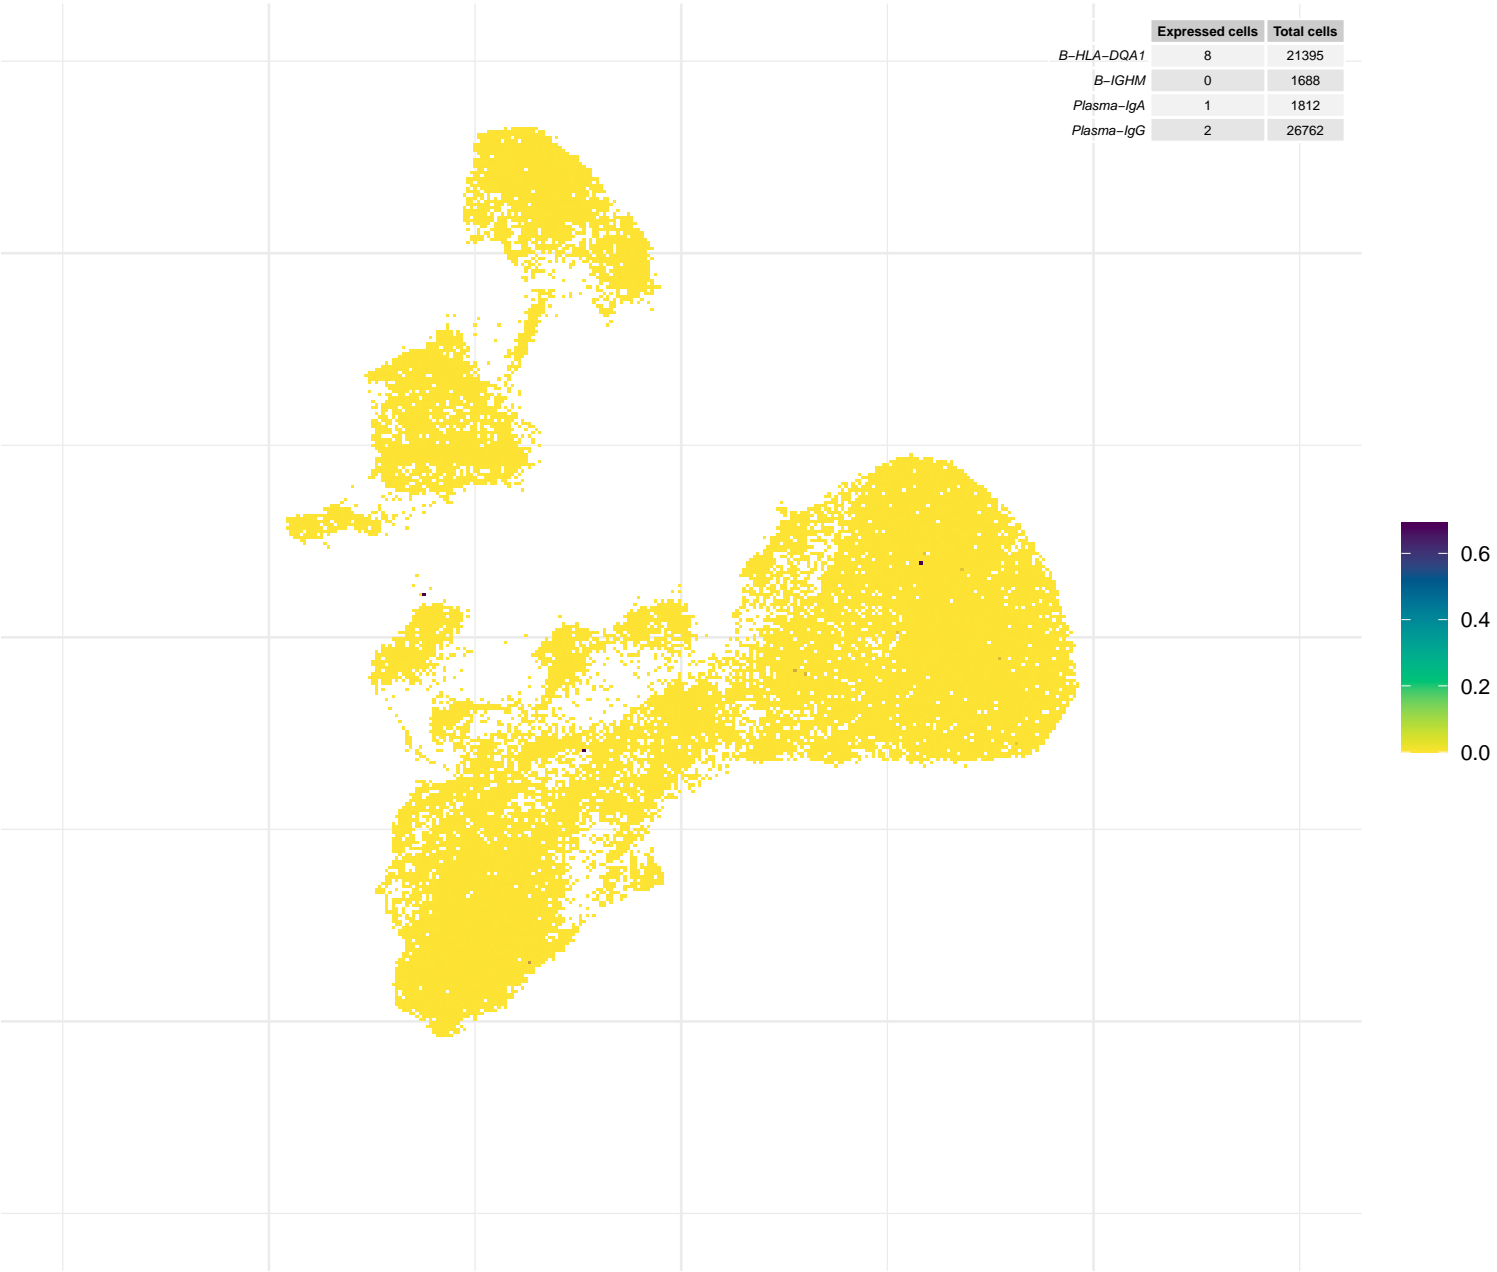 Expressed cells Total cells
B−HLA−DQA1 8 21395
B−IGHM 0 1688
Plasma−IgA 1 1812
Plasma−IgG 2 26762
0.6
0.4
0.2
0.0